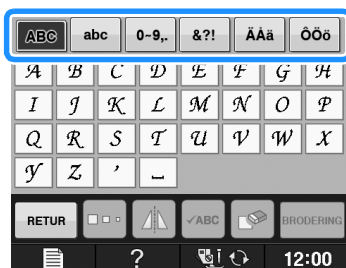 ABC abc 0~9,. &?! ÄÅä ÔÖö
A B C D E F G H
I J K L M N O P
Q R S T U V W X
Y Z ’ ⎵
RETUR ✓ABC BRODERING
? 12:00